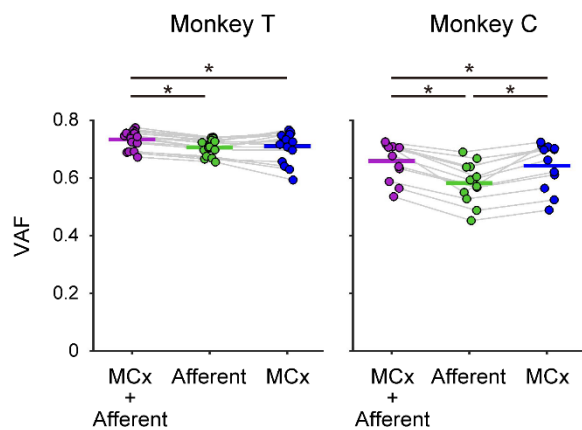 Monkey T
Monkey C
*
*
*
*
*
VAF
0.8
0.6
0.4
0.2
0
MCx
+
Afferent
Afferent
MCx
MCx
+
Afferent
Afferent
MCx